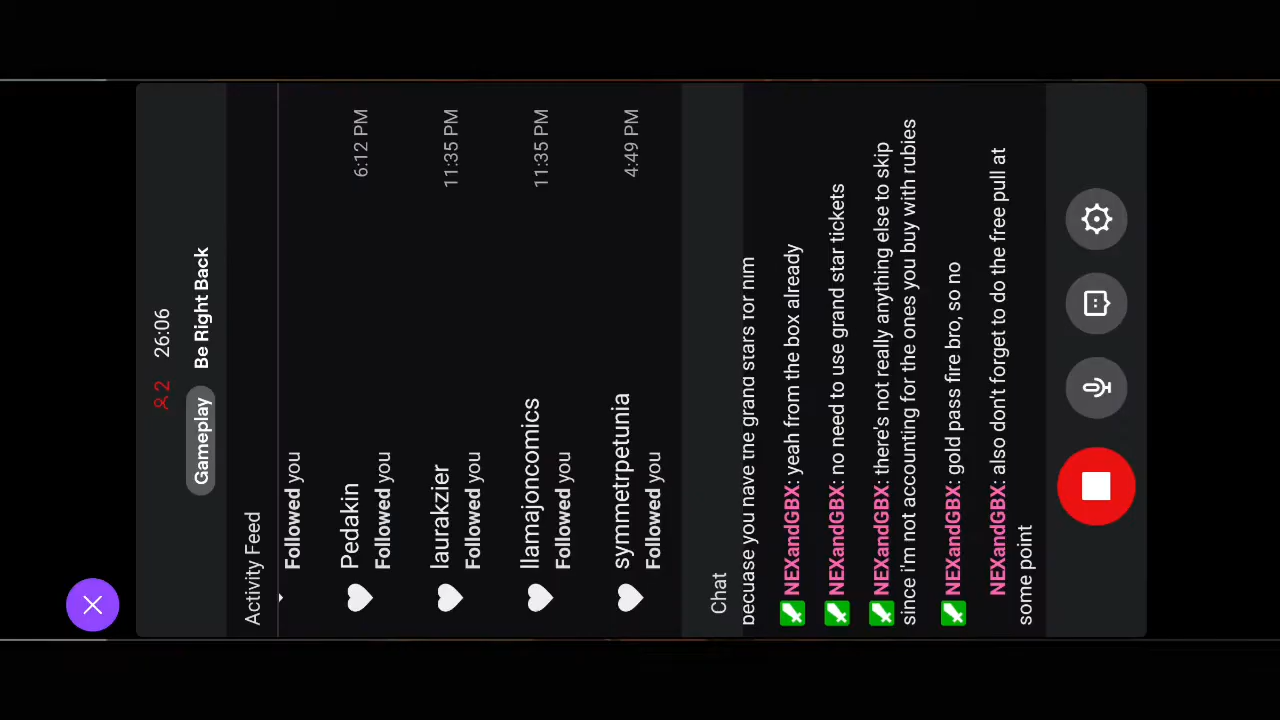 2 26:06
Gameplay Be Right Back
Activity Feed
Followed you
Pedakin 6:12 PM
Followed you
laurakzier 11:35 PM
Followed you
llamajoncomics 11:35 PM
Followed you
symmetrpetunia 4:49 PM
Followed you
Chat
becuase you have the grand stars for him
NEXandGBX: yeah from the box already
NEXandGBX: no need to use grand star tickets
NEXandGBX: there's not really anything else to skip
since i'm not accounting for the ones you buy with rubies
NEXandGBX: gold pass fire bro, so no
NEXandGBX: also don't forget to do the free pull at
some point